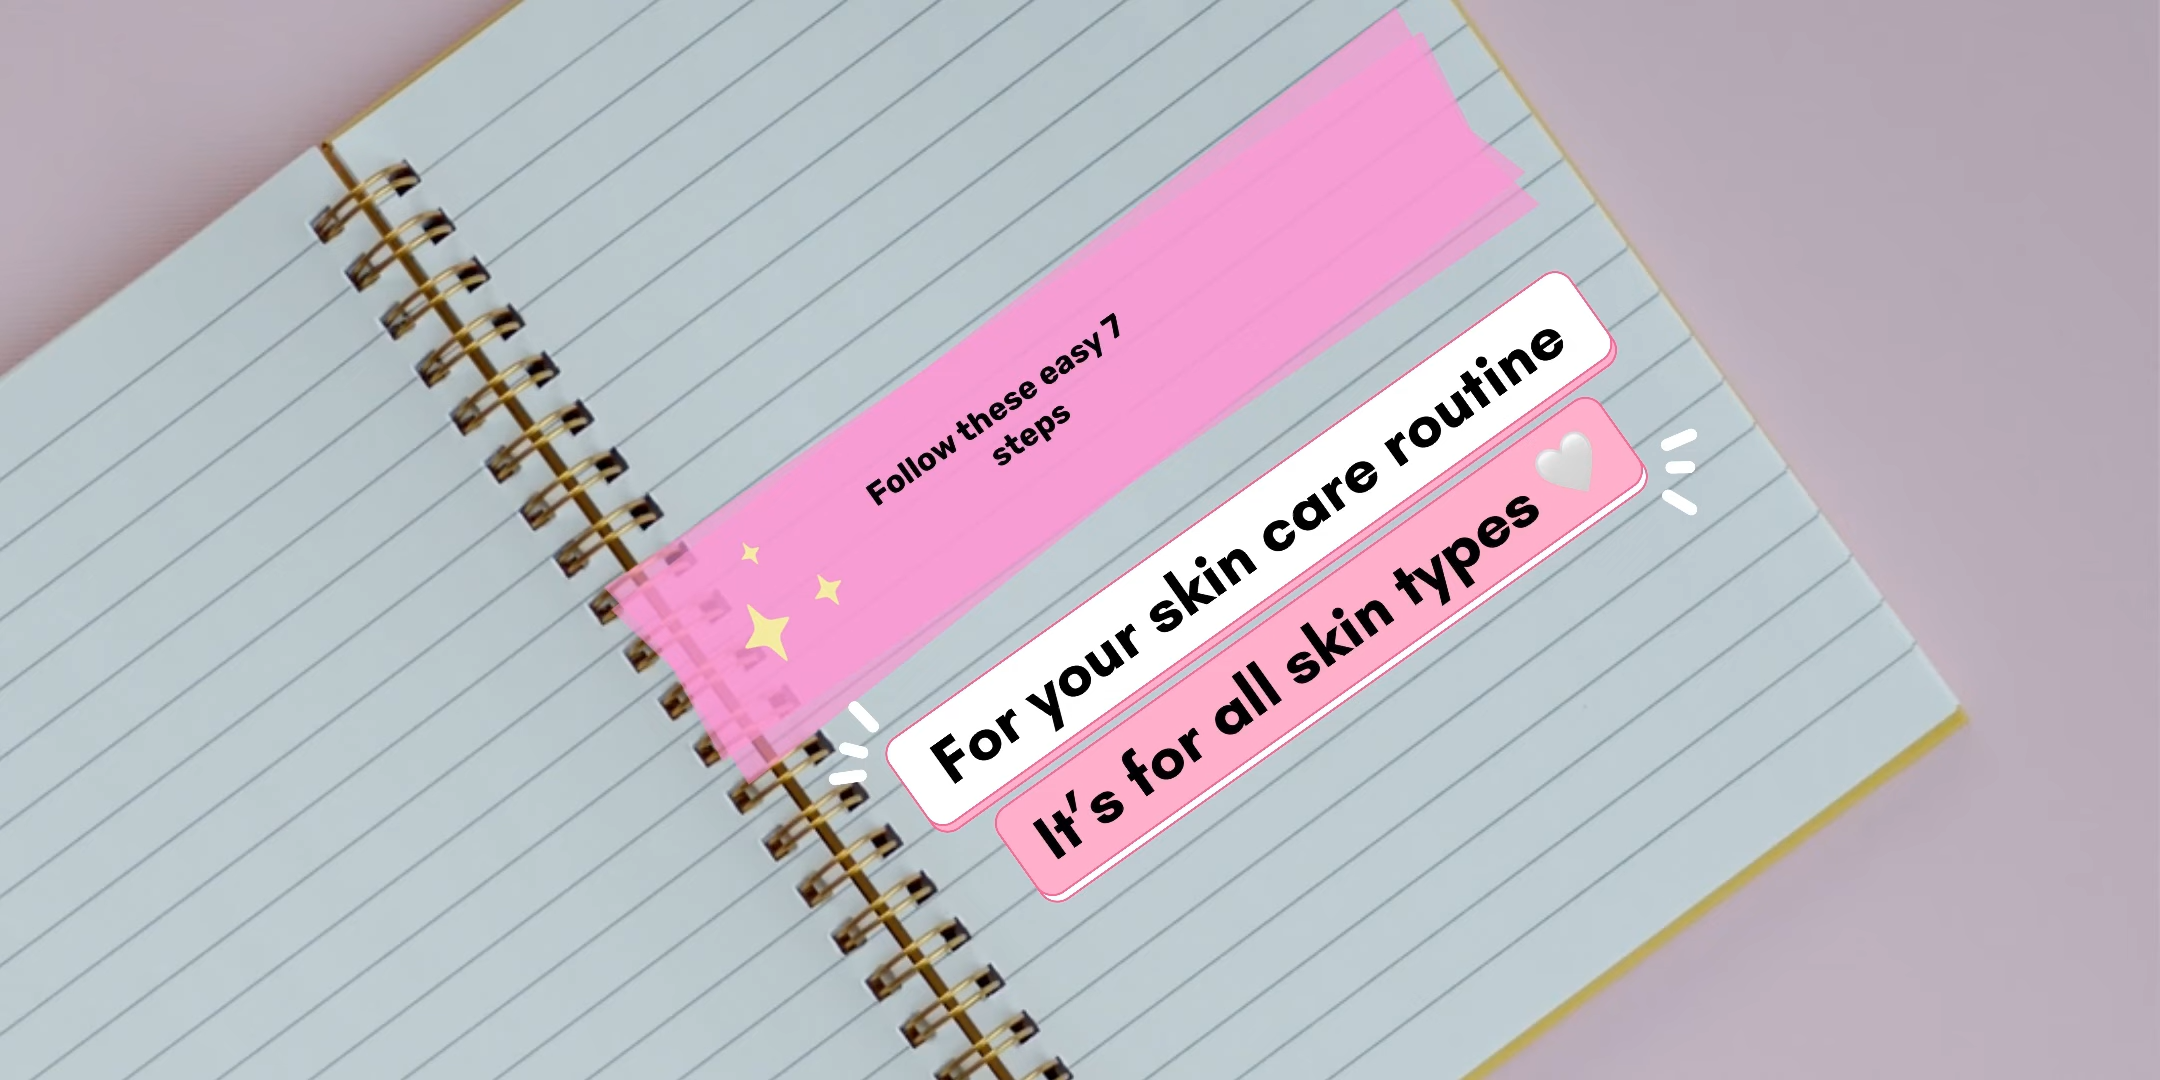 Follow these easy 7
steps
For your skin care routine
It's for all skin types 🤍